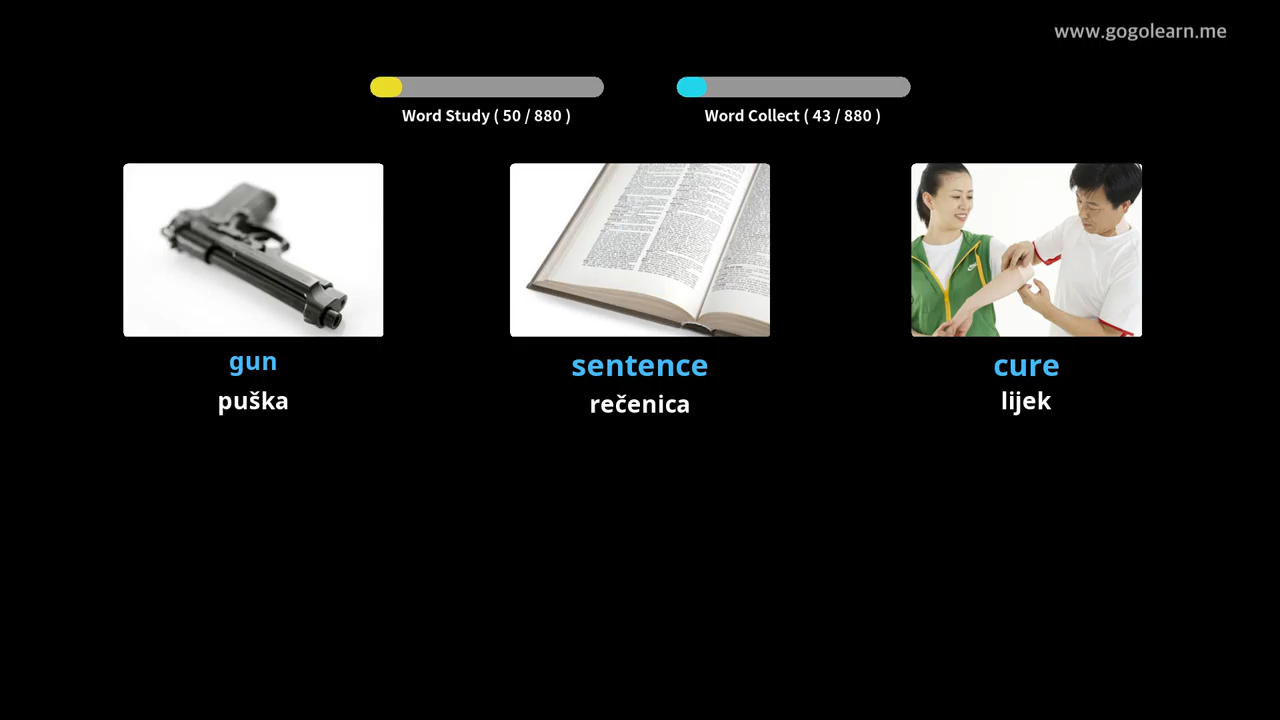 www.gogolearn.me
Word Study ( 50 / 880 )
Word Collect ( 43 / 880 )
gun
puška
sentence
rečenica
cure
lijek